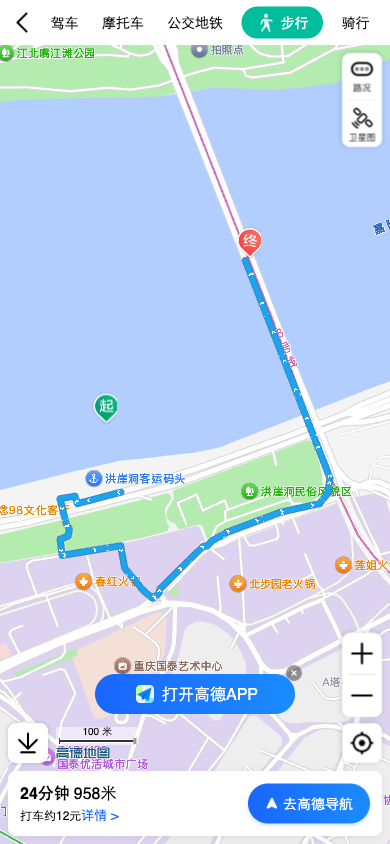 驾车
摩托车
公交地铁
步行
骑行
江北嘴江滩公园
拍照点
路况
卫星图
嘉
终
起
洪崖洞客运码头
念98文化客
洪崖洞民俗风貌区
春红火
北步园老火锅
莲姐火
重庆国泰艺术中心
A塔
打开高德APP
100 米
高德地图
国泰优活城市广场
24分钟 958米
打车约12元详情 >
去高德导航